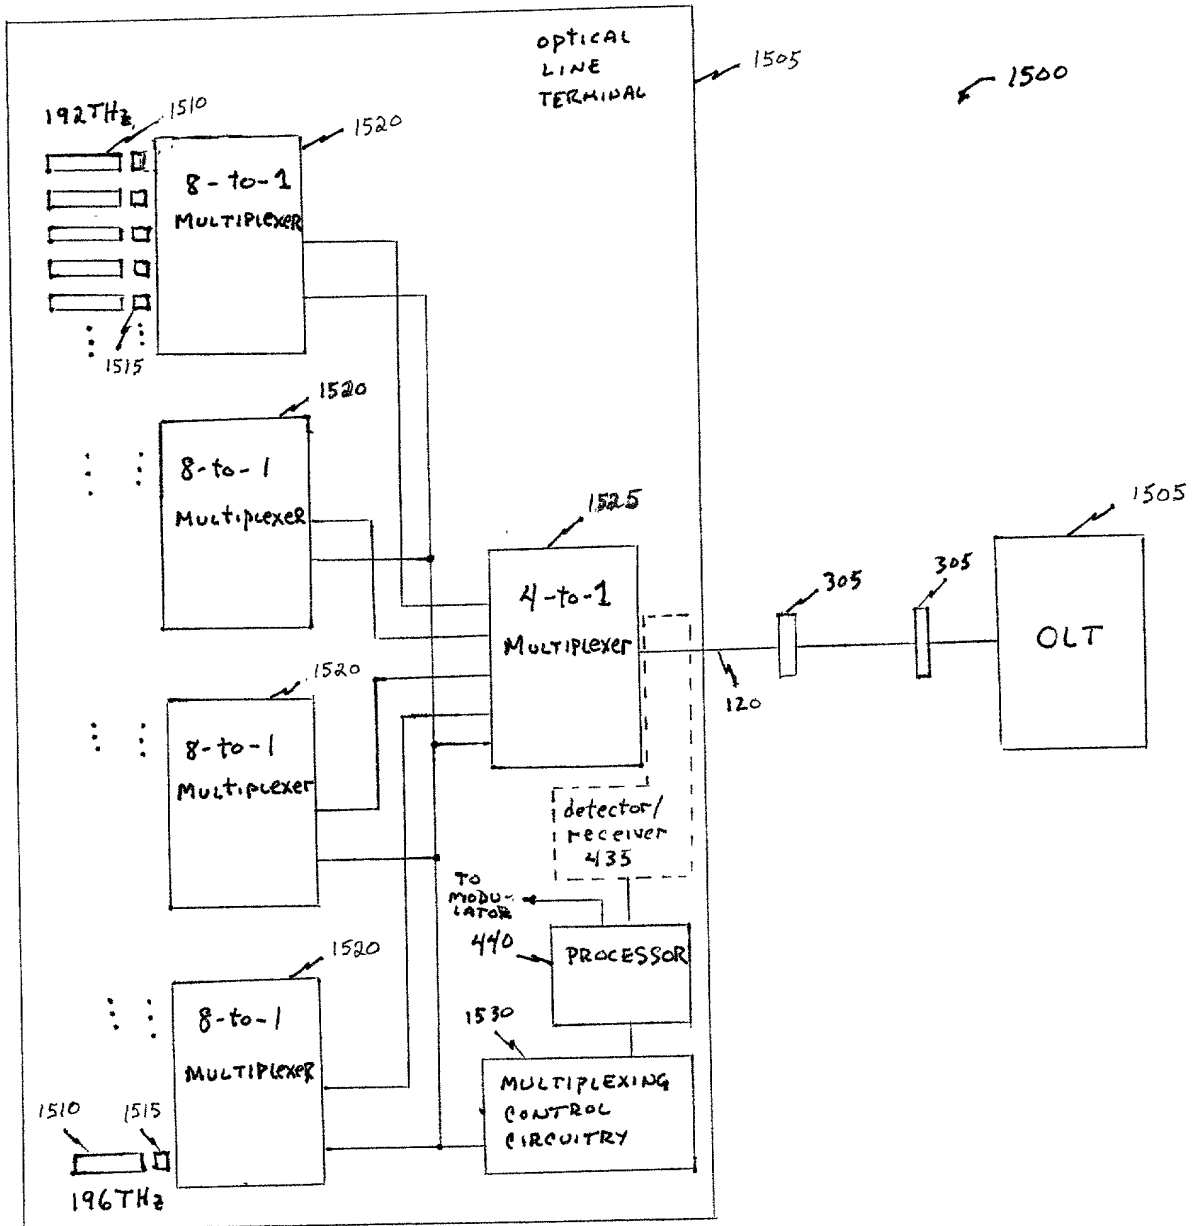 OPTICAL
LINE
TERMINAL
1505
1500
192THz
1510
1520
8-to-1
MULTIPLEXER
1515
1520
8-to-1
MULTIPLEXER
1525
4-to-1
MULTIPLEXER
305
305
1505
OLT
120
1520
8-to-1
MULTIPLEXER
detector/
receiver
435
TO
MODU-
LATOR
440
PROCESSOR
1520
8-to-1
MULTIPLEXER
1530
MULTIPLEXING
CONTROL
CIRCUITRY
1510
1515
196THz